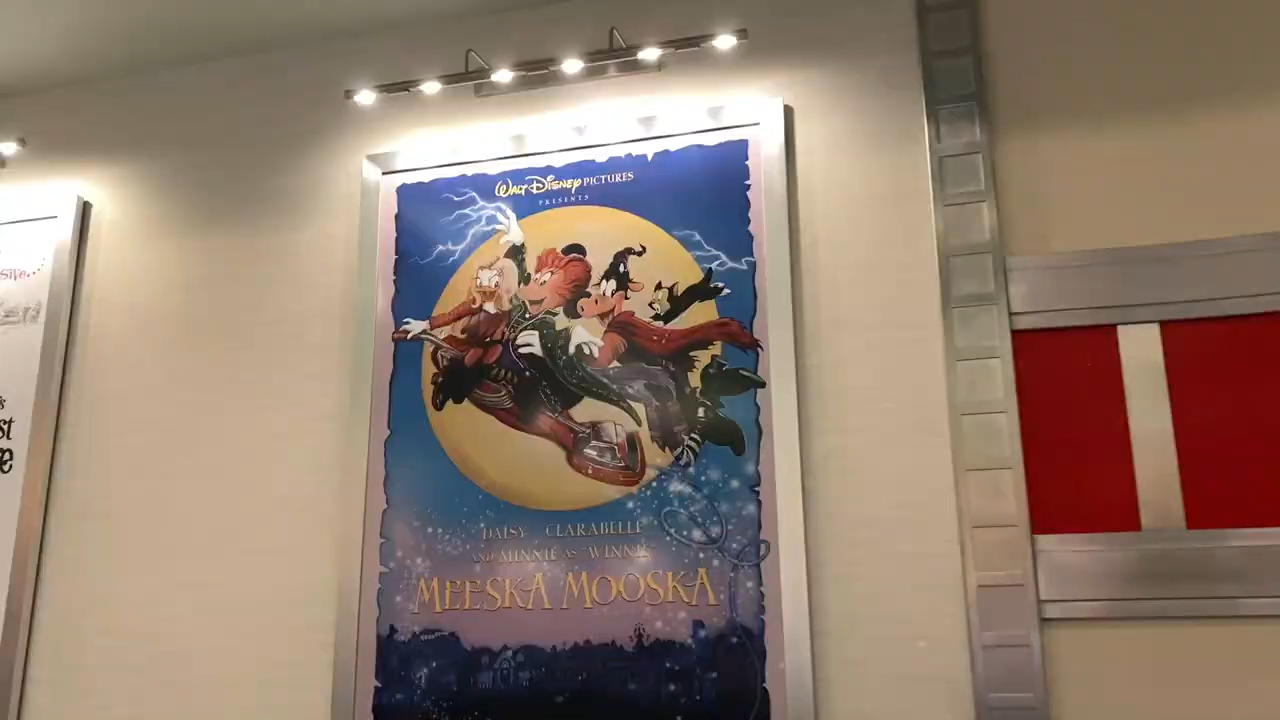 WALT DISNEY PICTURES
PRESENTS
DAISY CLARABELLE
AND MINNIE AS "WINNIE"
MEESKA MOOSKA